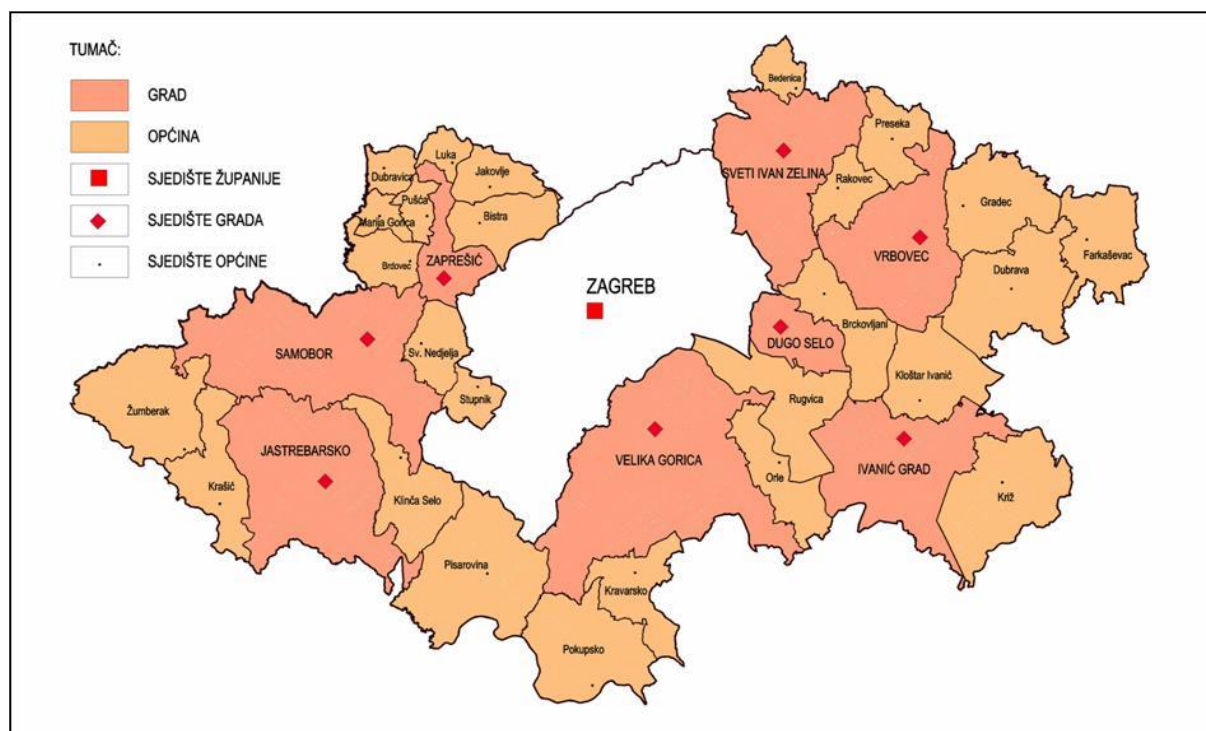 TUMAČ:
GRAD
OPĆINA
SJEDIŠTE ŽUPANIJE
SJEDIŠTE GRADA
SJEDIŠTE OPĆINE
Bedenica
Preseka
SVETI IVAN ZELINA
Rakovec
Gradec
Farkaševac
VRBOVEC
Dubrava
Luka
Dubravica
Jakovlje
Pušća
Marija Gorica
Bistra
Brdovec
ZAPREŠIĆ
ZAGREB
Brckovljani
DUGO SELO
SAMOBOR
Sv. Nedjelja
Stupnik
Kloštar Ivanić
Rugvica
Žumberak
JASTREBARSKO
VELIKA GORICA
IVANIĆ GRAD
Orle
Križ
Krašić
Klinča Selo
Pisarovina
Kravarsko
Pokupsko